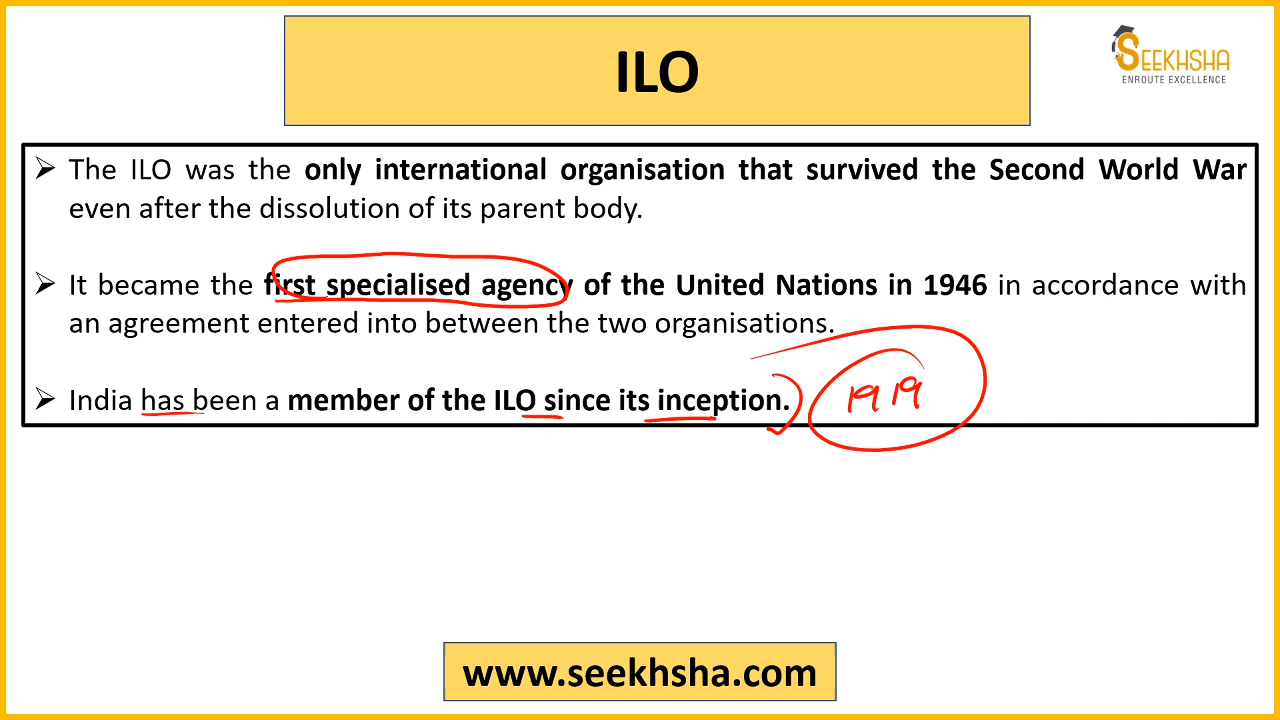 ILO
SEEKHSHA
ENROUTE EXCELLENCE
➢ The ILO was the only international organisation that survived the Second World War
even after the dissolution of its parent body.
➢ It became the first specialised agency of the United Nations in 1946 in accordance with
an agreement entered into between the two organisations.
➢ India has been a member of the ILO since its inception.
1919
www.seekhsha.com